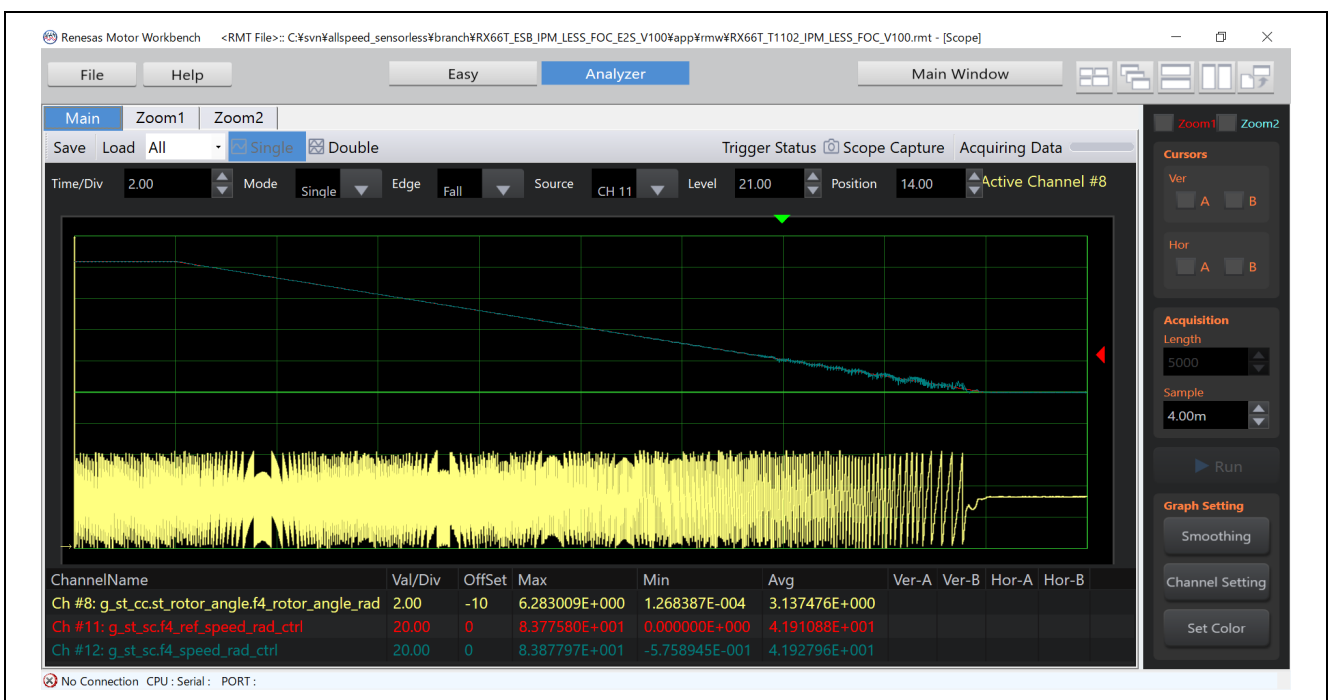 Renesas Motor Workbench <RMT File>:: C:¥svn¥allspeed_sensorless¥branch¥RX66T_ESB_IPM_LESS_FOC_E2S_V100¥app¥rmw¥RX66T_T1102_IPM_LESS_FOC_V100.rmt - [Scope]
File Help Easy Analyzer Main Window
Main Zoom1 Zoom2
Save Load All Single Double Trigger Status Scope Capture Acquiring Data
Time/Div 2.00 Mode Single Edge Fall Source CH 11 Level 21.00 Position 14.00 Active Channel #8
Zoom1 Zoom2
Cursors
Ver
A B
Hor
A B
Acquisition
Length
5000
Sample
4.00m
Run
Graph Setting
Smoothing
Channel Setting
Set Color
ChannelName Val/Div OffSet Max Min Avg Ver-A Ver-B Hor-A Hor-B
Ch #8: g_st_cc.st_rotor_angle.f4_rotor_angle_rad 2.00 -10 6.283009E+000 1.268387E-004 3.137476E+000
Ch #11: g_st_sc.f4_ref_speed_rad_ctrl 20.00 0 8.377580E+001 0.000000E+000 4.191088E+001
Ch #12: g_st_sc.f4_speed_rad_ctrl 20.00 0 8.387797E+001 -5.758945E-001 4.192796E+001
No Connection CPU : Serial : PORT :